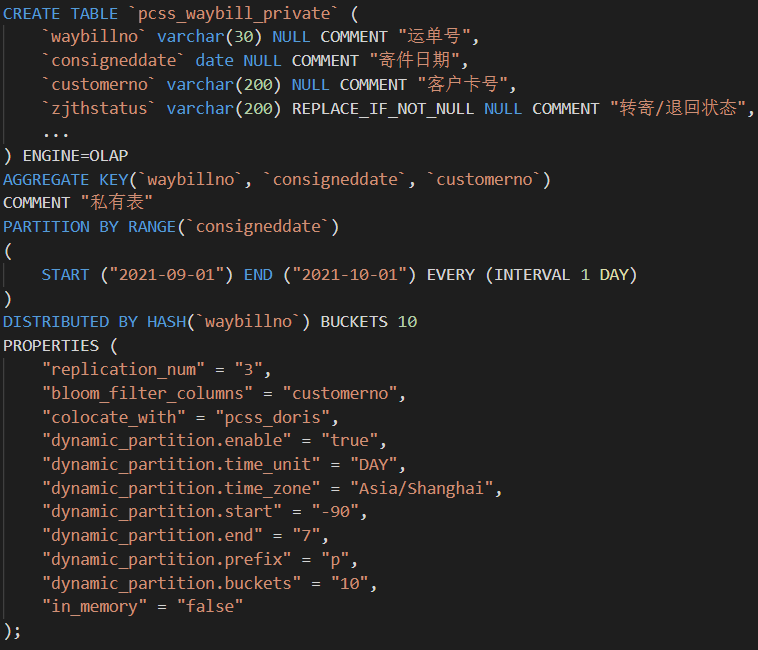 CREATE TABLE `pcss_waybill_private` (
    `waybillno` varchar(30) NULL COMMENT "运单号",
    `consigneddate` date NULL COMMENT "寄件日期",
    `customerno` varchar(200) NULL COMMENT "客户卡号",
    `zjthstatus` varchar(200) REPLACE_IF_NOT_NULL NULL COMMENT "转寄/退回状态",
    ...
) ENGINE=OLAP
AGGREGATE KEY(`waybillno`, `consigneddate`, `customerno`)
COMMENT "私有表"
PARTITION BY RANGE(`consigneddate`)
(
    START ("2021-09-01") END ("2021-10-01") EVERY (INTERVAL 1 DAY)
)
DISTRIBUTED BY HASH(`waybillno`) BUCKETS 10
PROPERTIES (
    "replication_num" = "3",
    "bloom_filter_columns" = "customerno",
    "colocate_with" = "pcss_doris",
    "dynamic_partition.enable" = "true",
    "dynamic_partition.time_unit" = "DAY",
    "dynamic_partition.time_zone" = "Asia/Shanghai",
    "dynamic_partition.start" = "-90",
    "dynamic_partition.end" = "7",
    "dynamic_partition.prefix" = "p",
    "dynamic_partition.buckets" = "10",
    "in_memory" = "false"
);